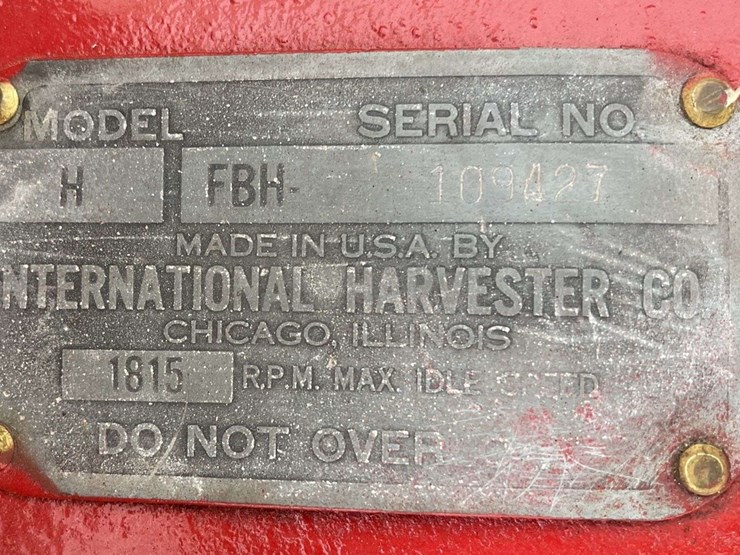 MODEL SERIAL NO.
H FBH- 109427
MADE IN U.S.A. BY
INTERNATIONAL HARVESTER CO.
CHICAGO, ILLINOIS
1815 R.P.M. MAX. IDLE SPEED
DO NOT OVER